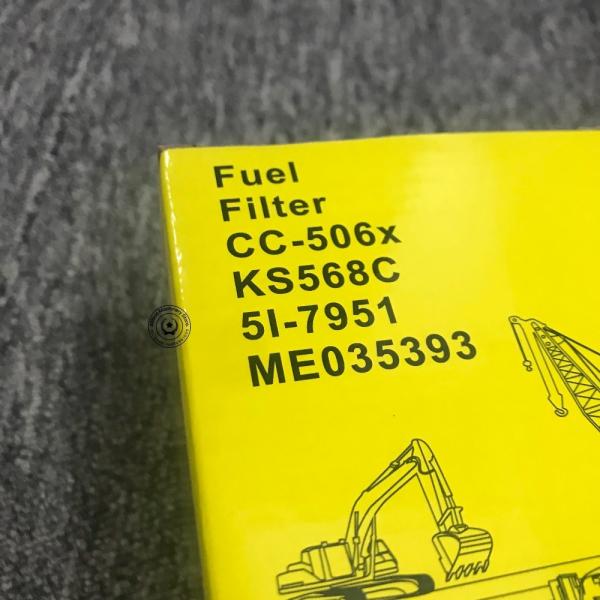 Fuel
Filter
CC-506x
KS568C
5I-7951
ME035393